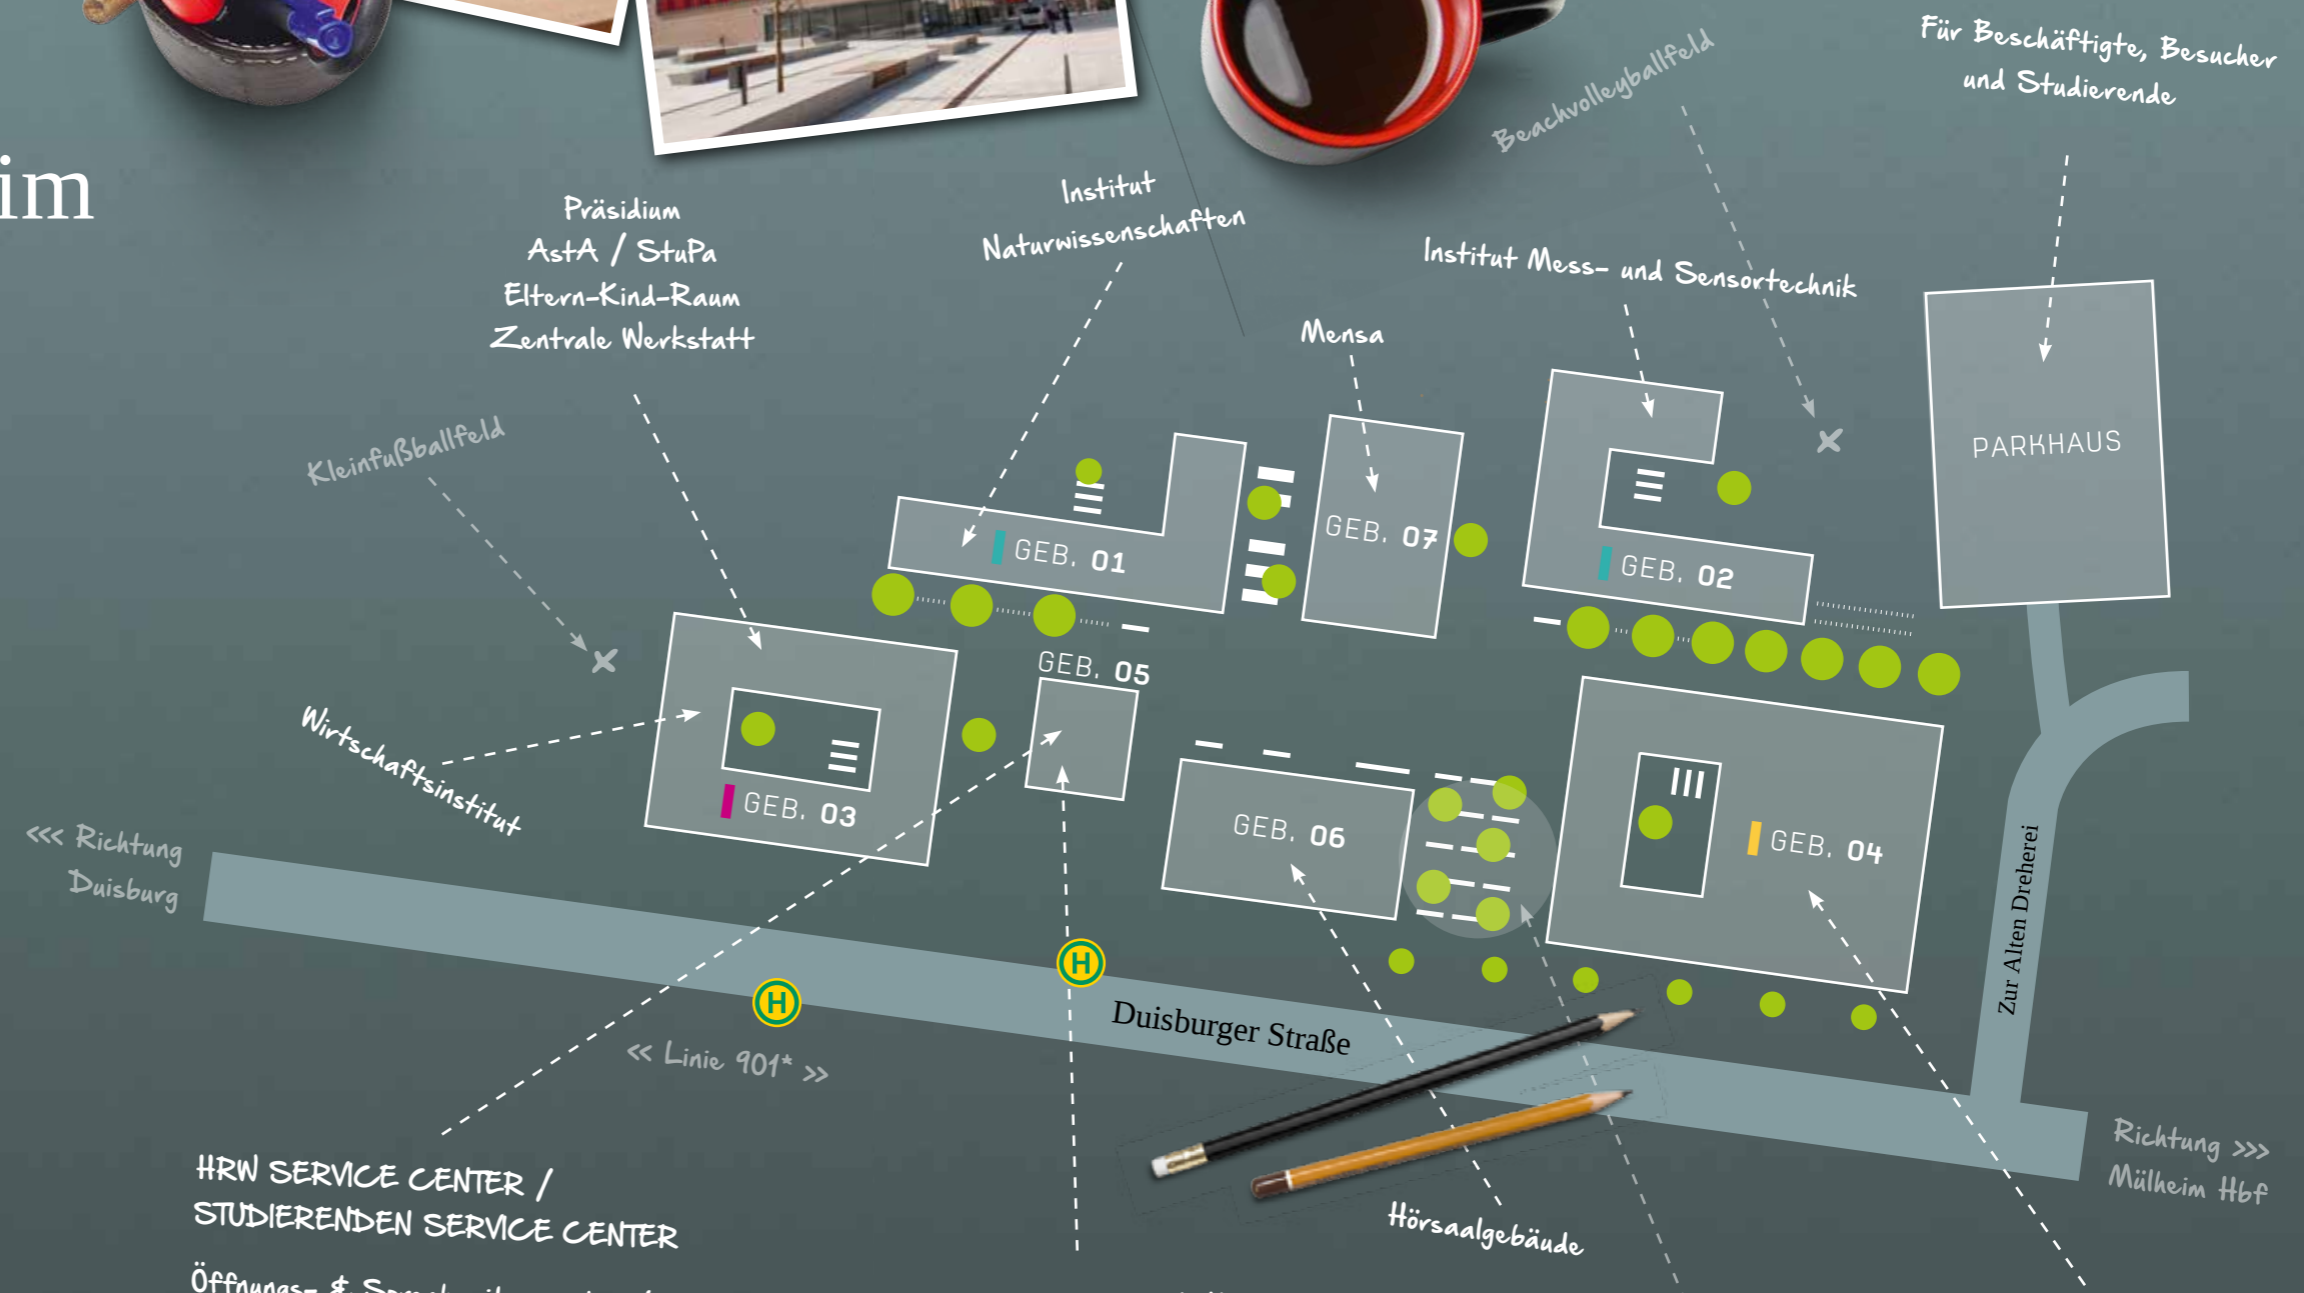 im
Für Beschäftigte, Besucher
und Studierende
Beachvolleyballfeld
Präsidium
AstA / StuPa
Eltern-Kind-Raum
Zentrale Werkstatt
Institut
Naturwissenschaften
Institut Mess- und Sensortechnik
Mensa
Kleinfußballfeld
PARKHAUS
GEB. 01
GEB. 07
GEB. 02
GEB. 05
Wirtschaftsinstitut
GEB. 03
GEB. 06
GEB. 04
<<< Richtung
Duisburg
Zur Alten Dreherei
H
H
Duisburger Straße
<< Linie 901* >>
Richtung >>>
Mülheim Hbf
HRW SERVICE CENTER /
STUDIERENDEN SERVICE CENTER
Hörsaalgebäude
Öffnungs- &